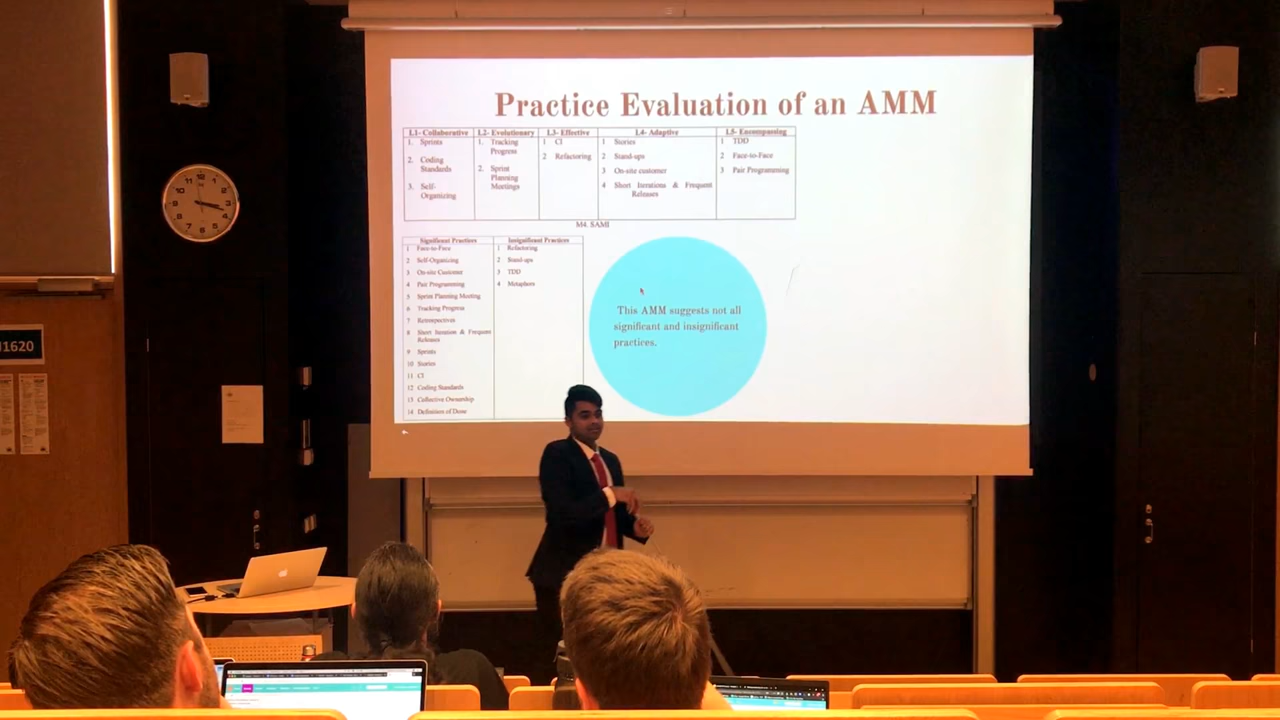 Practice Evaluation of an AMM
L1- Collaborative L2- Evolutionary L3- Effective L4- Adaptive L5- Encompassing
1. Sprints
2. Coding
Standards
3. Self-
Organizing
1. Tracking
Progress
2. Sprint
Planning
Meetings
1 CI
2 Refactoring
1 Stories
2 Stand-ups
3 On-site customer
4 Short Iterations & Frequent
Releases
1 TDD
2 Face-to-Face
3 Pair Programming
M4. SAMI
Significant Practices Insignificant Practices
1 Face-to-Face
2 Self-Organizing
3 On-site Customer
4 Pair Programming
5 Sprint Planning Meeting
6 Tracking Progress
7 Retrospectives
8 Short Iteration & Frequent
Releases
9 Sprints
10 Stories
11 CI
12 Coding Standards
13 Collective Ownership
14 Definition of Done
1 Refactoring
2 Stand-ups
3 TDD
4 Metaphors
This AMM suggests not all
significant and insignificant
practices.
1620